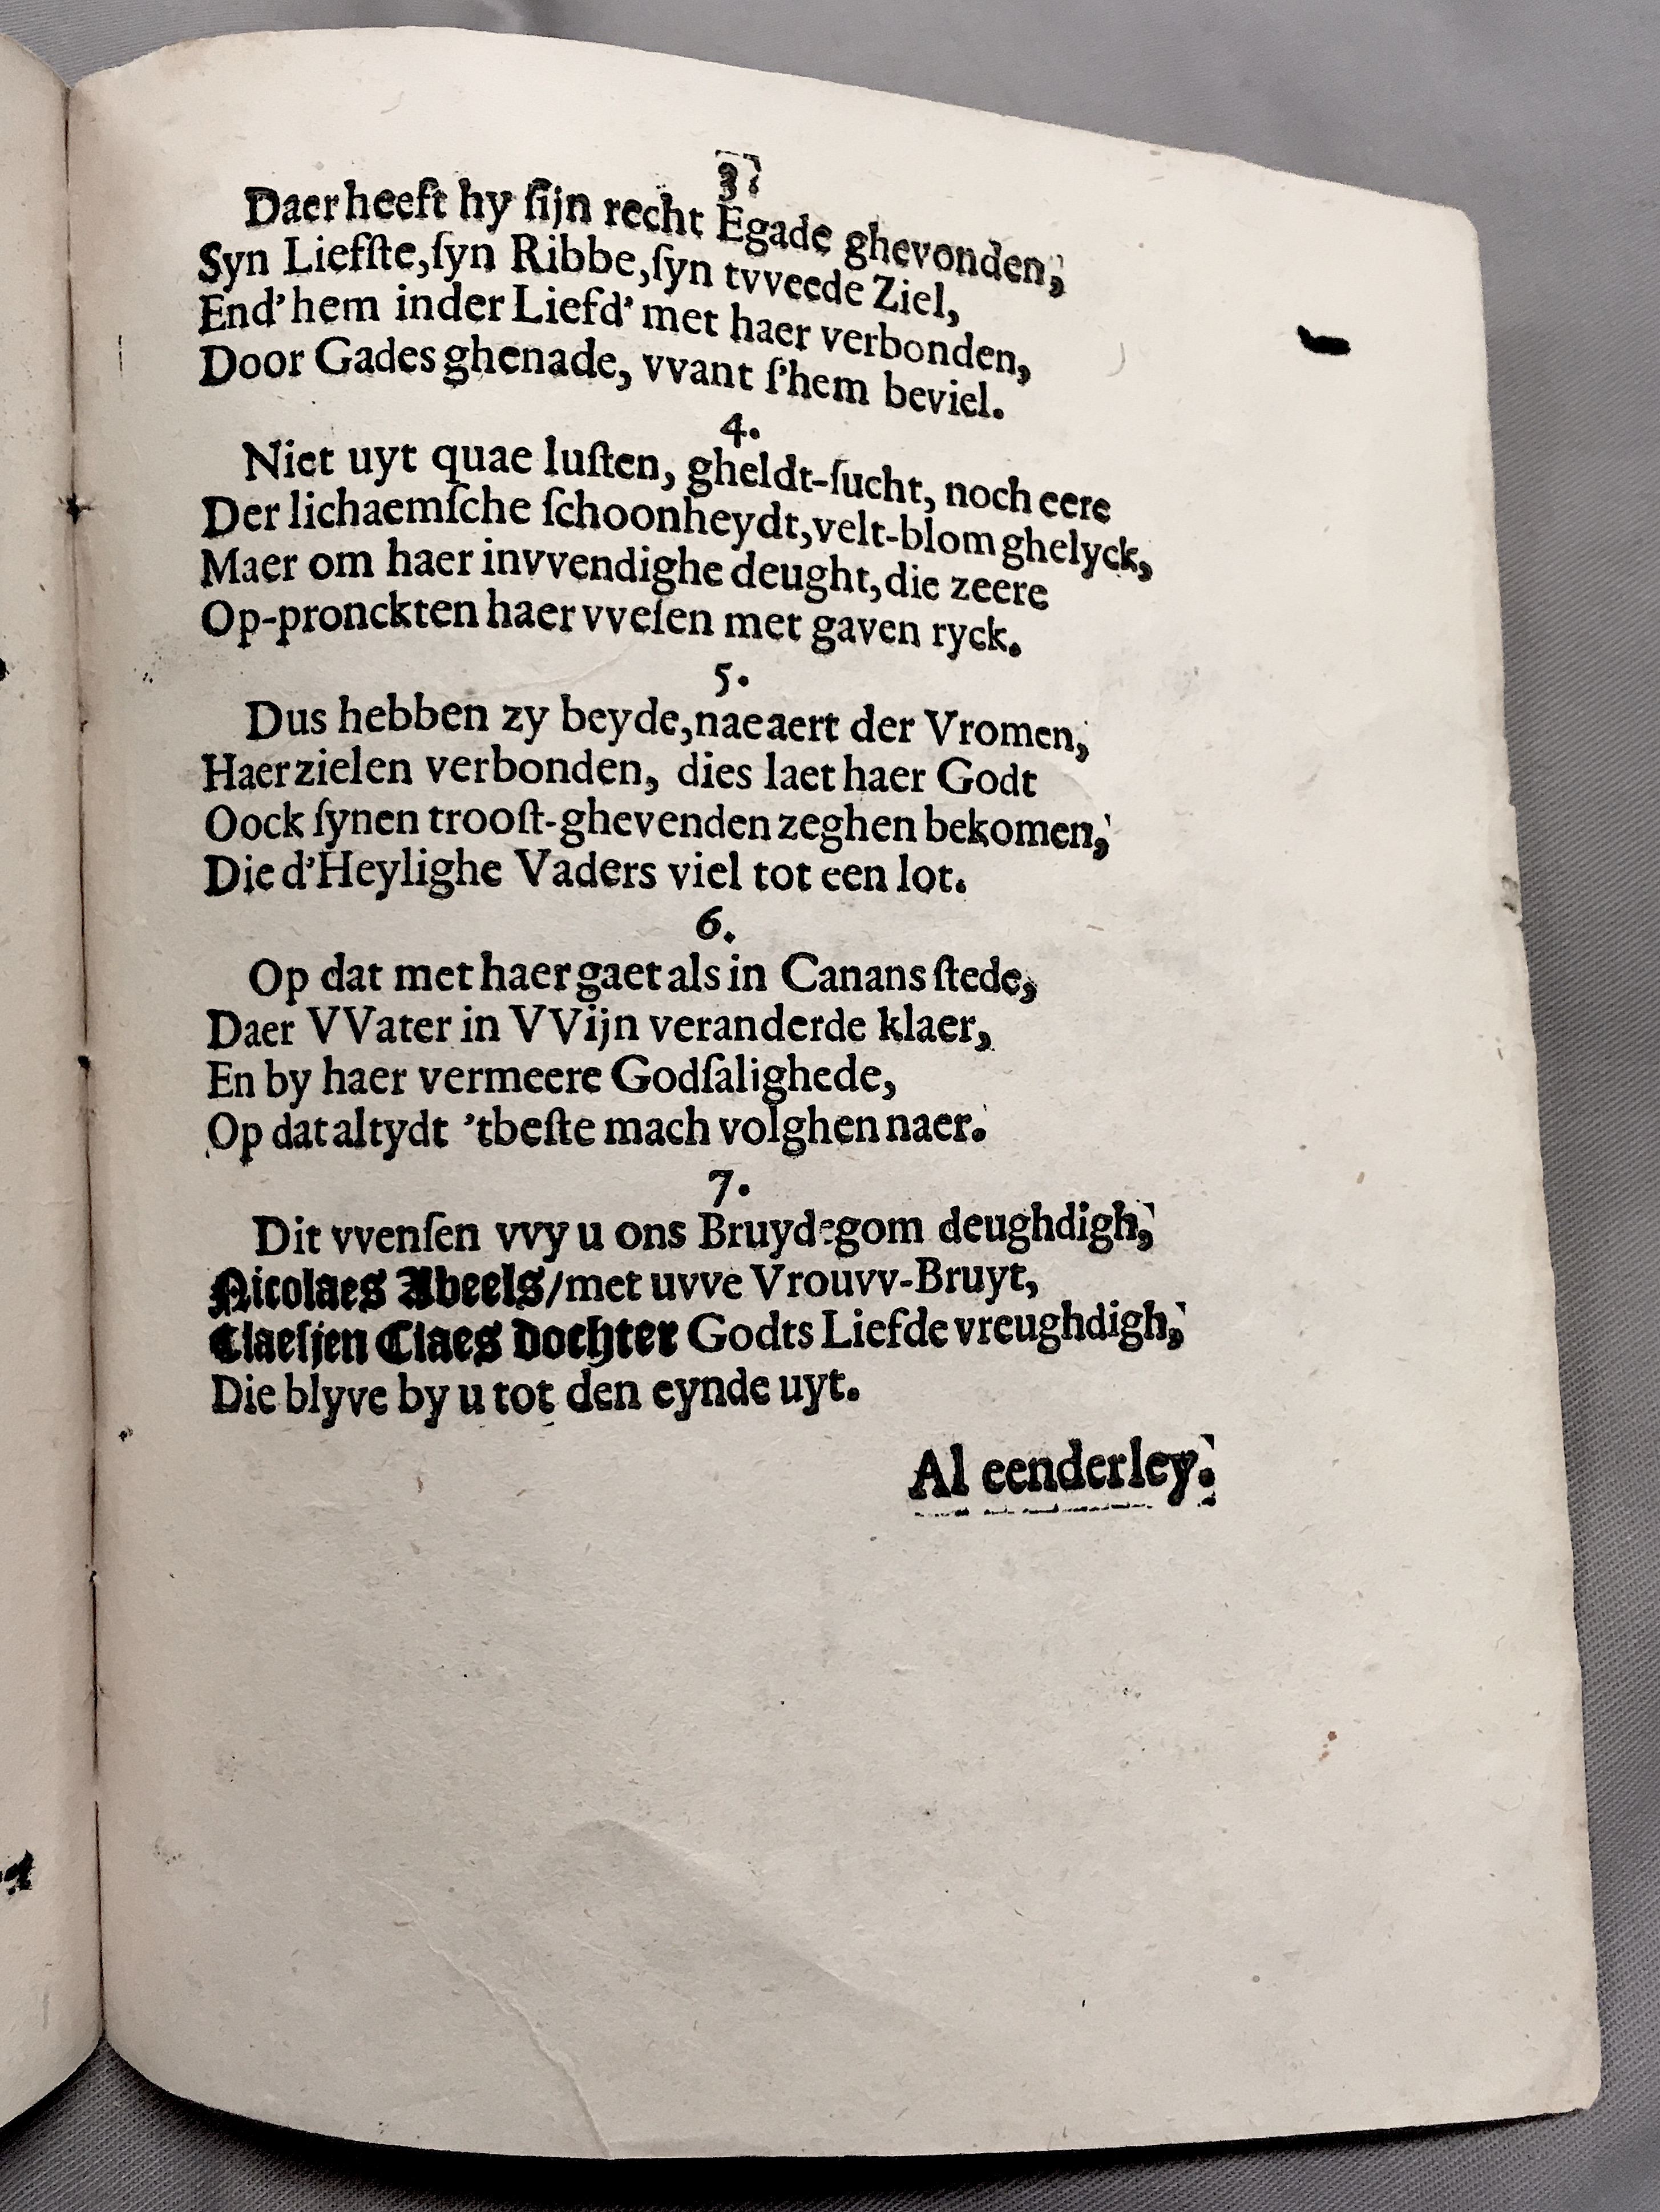 3.
Daer heeft hy ſijn recht Egade ghevonden,
Syn Liefſte, ſyn Ribbe, ſyn tvveede Ziel,
End' hem inder Liefd' met haer verbonden,
Door Gades ghenade, vvant ſ'hem beviel.
4.
Niet uyt quae luſten, gheldt-ſucht, noch eere
Der lichaemſche ſchoonheydt, velt-blom ghelyck,
Maer om haer invvendighe deught, die zeere
Op-pronckten haer vveſen met gaven ryck.
5.
Dus hebben zy beyde, nae aert der Vromen,
Haer zielen verbonden, dies laet haer Godt
Oock ſynen trooſt-ghevenden zeghen bekomen,
Die d'Heylighe Vaders viel tot een lot.
6.
Op dat met haer gaet als in Canans ſtede,
Daer VVater in VVijn veranderde klaer,
En by haer vermeere Godſalighede,
Op dat altydt 'tbeſte mach volghen naer.
7.
Dit vvenſen vvy u ons Bruydegom deughdigh,
Nicolaes Abeels/ met uvve Vrouvv-Bruyt,
Claeſjen Claes dochter Godts Liefde vreughdigh,
Die blyve by u tot den eynde uyt.
Al eenderley.